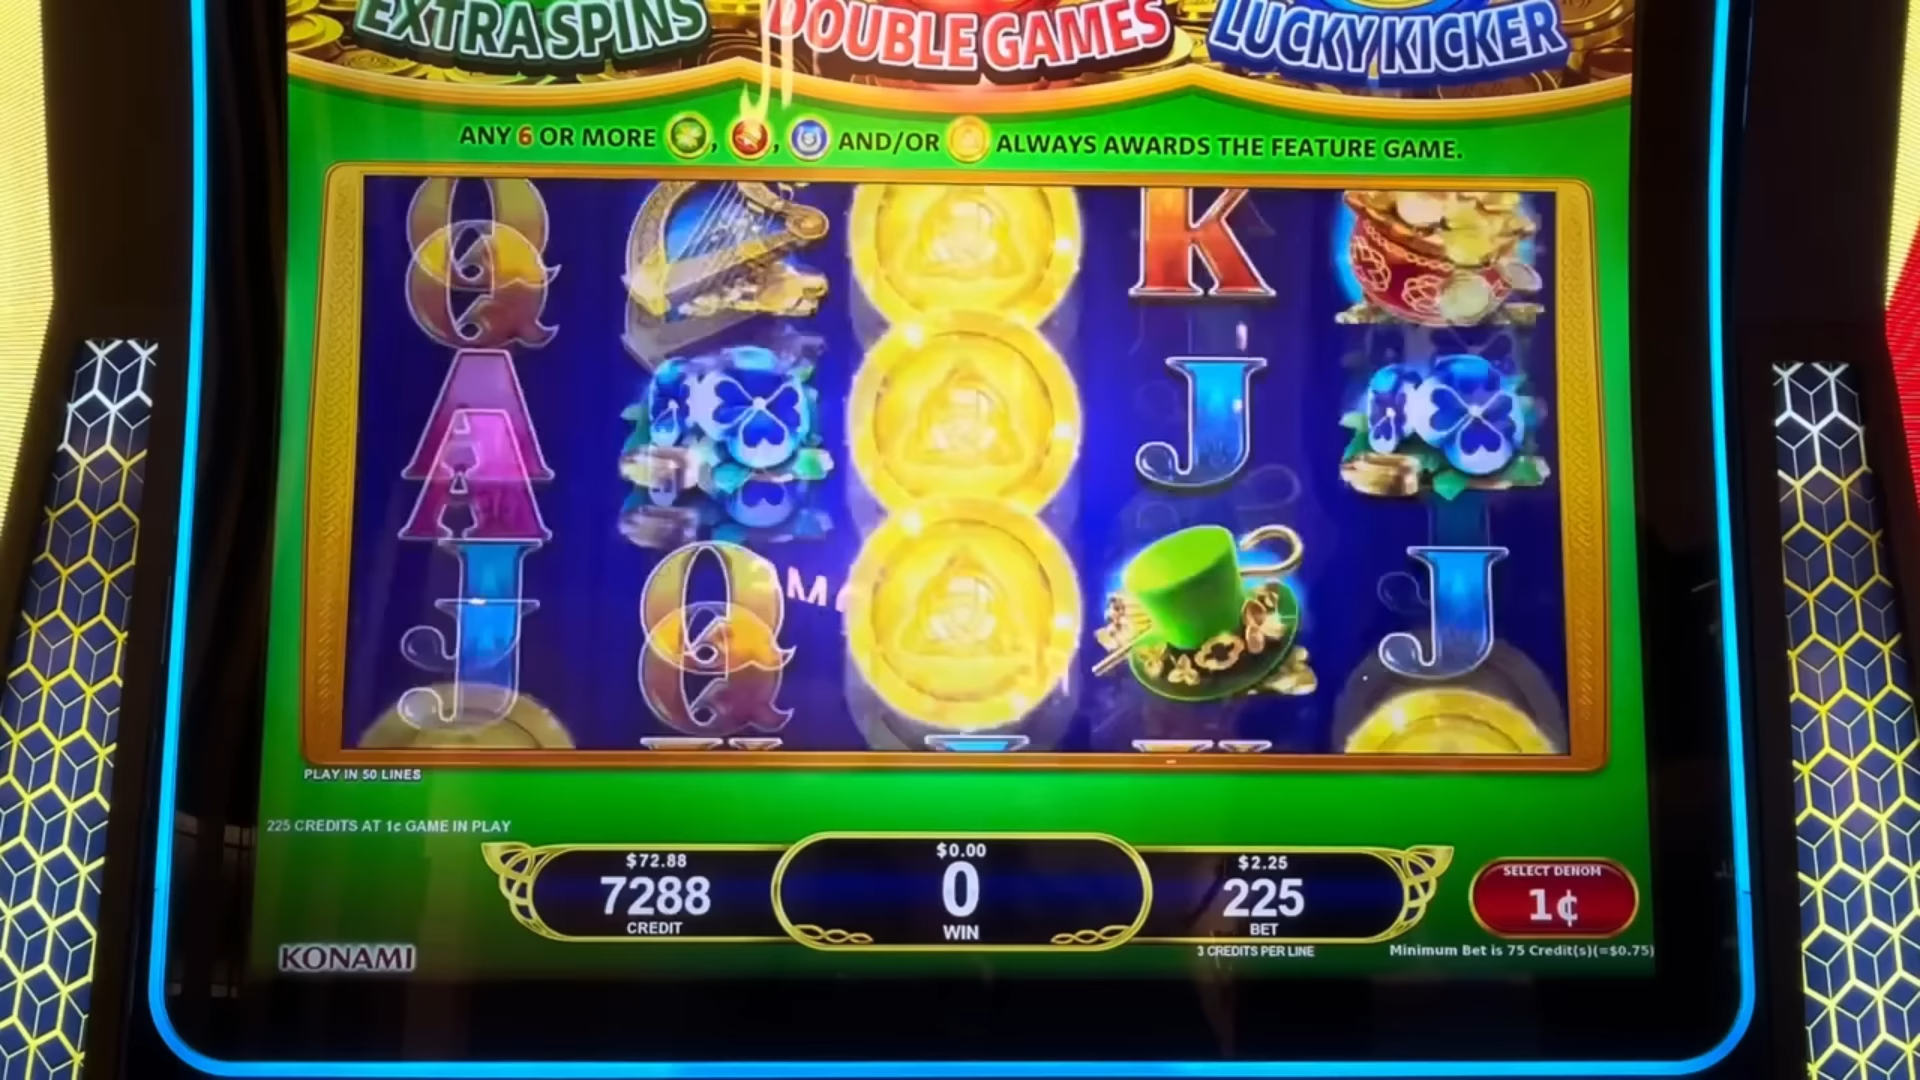 EXTRA SPINS
DOUBLE GAMES
LUCKY KICKER
ANY 6 OR MORE , , AND/OR ALWAYS AWARDS THE FEATURE GAME.
Q K
A J
J Q J
PLAY IN 50 LINES
225 CREDITS AT 1¢ GAME IN PLAY
$72.88
7288
CREDIT
$0.00
0
WIN
$2.25
225
BET
3 CREDITS PER LINE
SELECT DENOM
1¢
Minimum Bet is 75 Credit(s)(=$0.75)
KONAMI